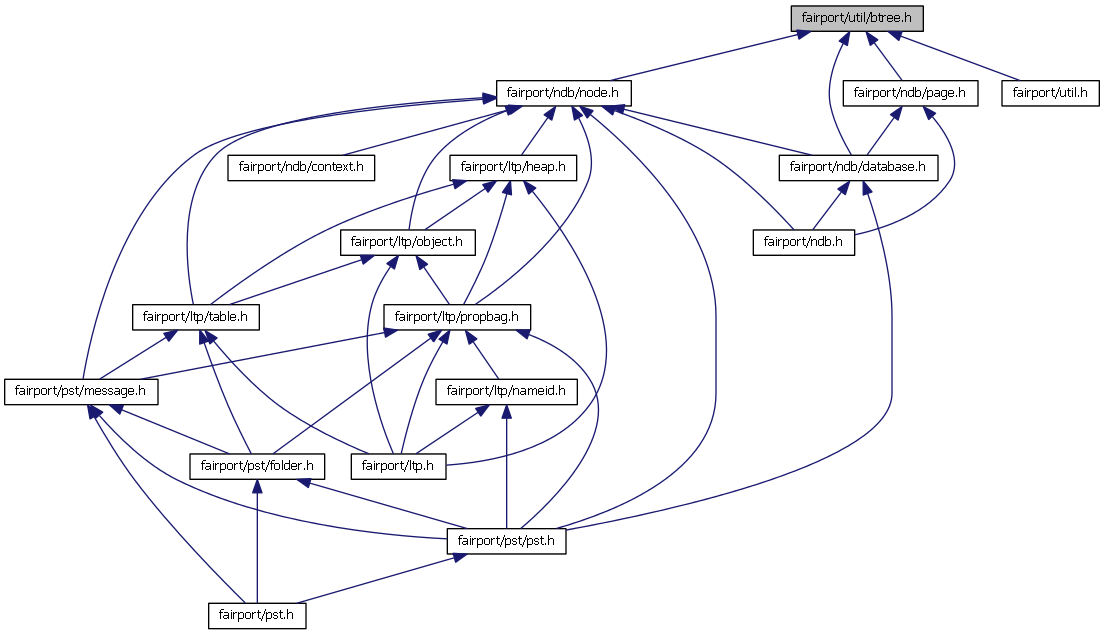 fairport/util/btree.h
fairport/ndb/node.h
fairport/ndb/page.h
fairport/util.h
fairport/ndb/context.h
fairport/ltp/heap.h
fairport/ndb/database.h
fairport/ltp/object.h
fairport/ndb.h
fairport/ltp/table.h
fairport/ltp/propbag.h
fairport/pst/message.h
fairport/ltp/nameid.h
fairport/pst/folder.h
fairport/ltp.h
fairport/pst/pst.h
fairport/pst.h